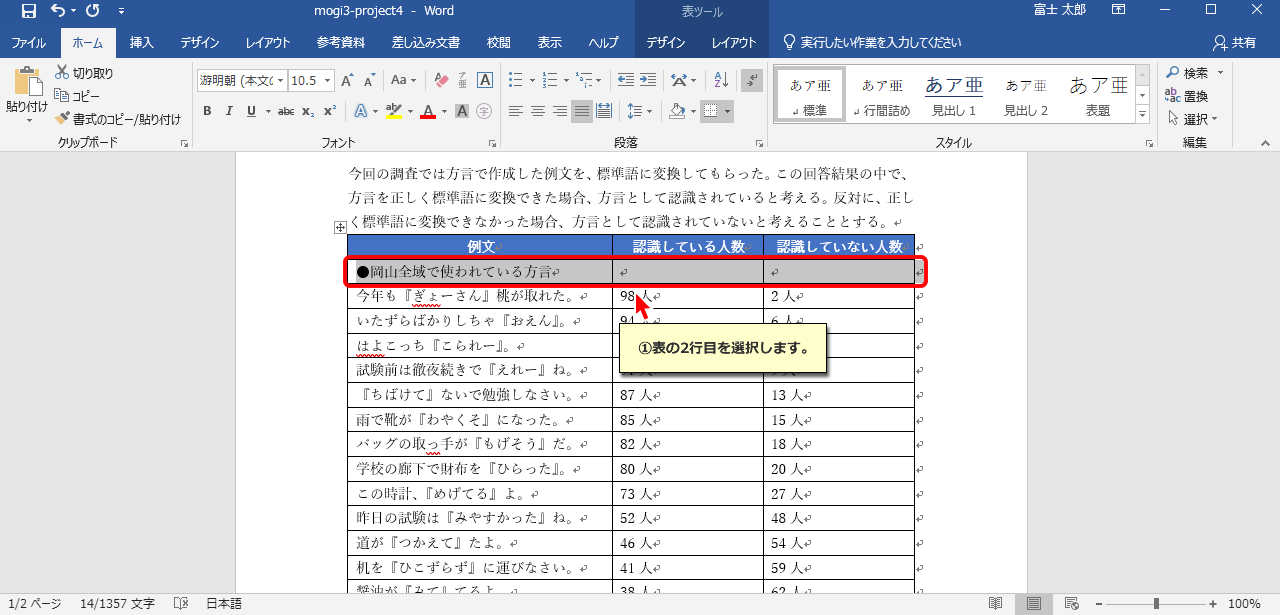 mogi3-project4 - Word
表ツール
富士 太郎
ファイル ホーム 挿入 デザイン レイアウト 参考資料 差し込み文書 校閲 表示 ヘルプ デザイン レイアウト 実行したい作業を入力してください 共有
貼り付け
切り取り
コピー
書式のコピー/貼り付け
クリップボード
游明朝 (本文(
10.5
フォント
段落
あア亜 あア亜 あア亜 あア亜 あア亜
標準 行間詰め 見出し 1 見出し 2 表題
スタイル
検索
置換
選択
編集
今回の調査では方言で作成した例文を、標準語に変換してもらった。この回答結果の中で、
方言を正しく標準語に変換できた場合、方言として認識されていると考える。反対に、正し
く標準語に変換できなかった場合、方言として認識されていないと考えることとする。
例文 認識している人数 認識していない人数
●岡山全域で使われている方言
今年も『ぎょーさん』桃が取れた。 98 人 2 人
いたずらばかりしちゃ『おえん』。 94 6 人
はよこっち『こられー』。
試験前は徹夜続きで『えれー』ね。
①表の2行目を選択します。
『ちばけて』ないで勉強しなさい。 87 人 13 人
雨で靴が『わやくそ』になった。 85 人 15 人
バッグの取っ手が『もげそう』だ。 82 人 18 人
学校の廊下で財布を『ひらった』。 80 人 20 人
この時計、『めげてる』よ。 73 人 27 人
昨日の試験は『みやすかった』ね。 52 人 48 人
道が『つかえて』たよ。 46 人 54 人
机を『ひこずらず』に運びなさい。 41 人 59 人
醤油が『みて』てるよ。 38 人 62 人
1/2 ページ 14/1357 文字 日本語 100%